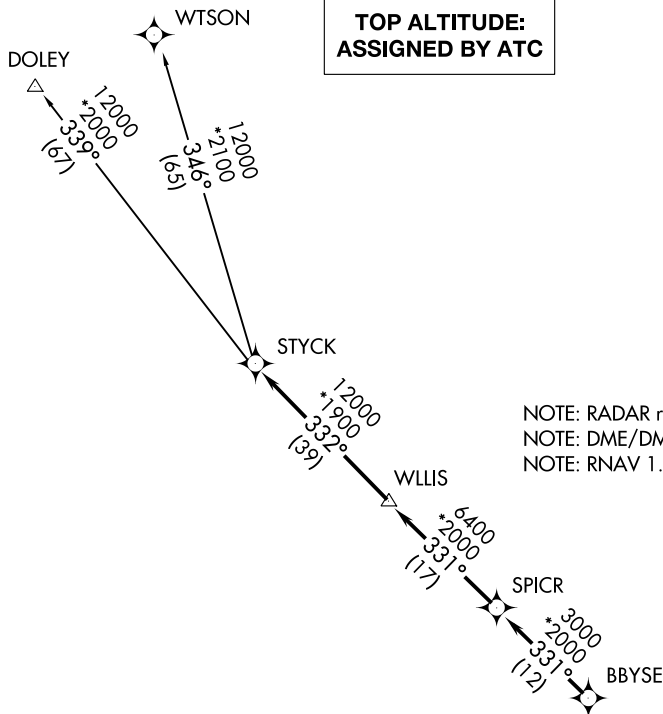 TOP ALTITUDE:
ASSIGNED BY ATC
WTSON
DOLEY
12000
*2000
339°
(67)
12000
*2100
346°
(65)
STYCK
12000
*1900
332°
(39)
NOTE: RADAR
NOTE: DME/DM
NOTE: RNAV 1.
WLLIS
6400
*2000
331°
(17)
SPICR
3000
*2000
331°
(12)
BBYSE